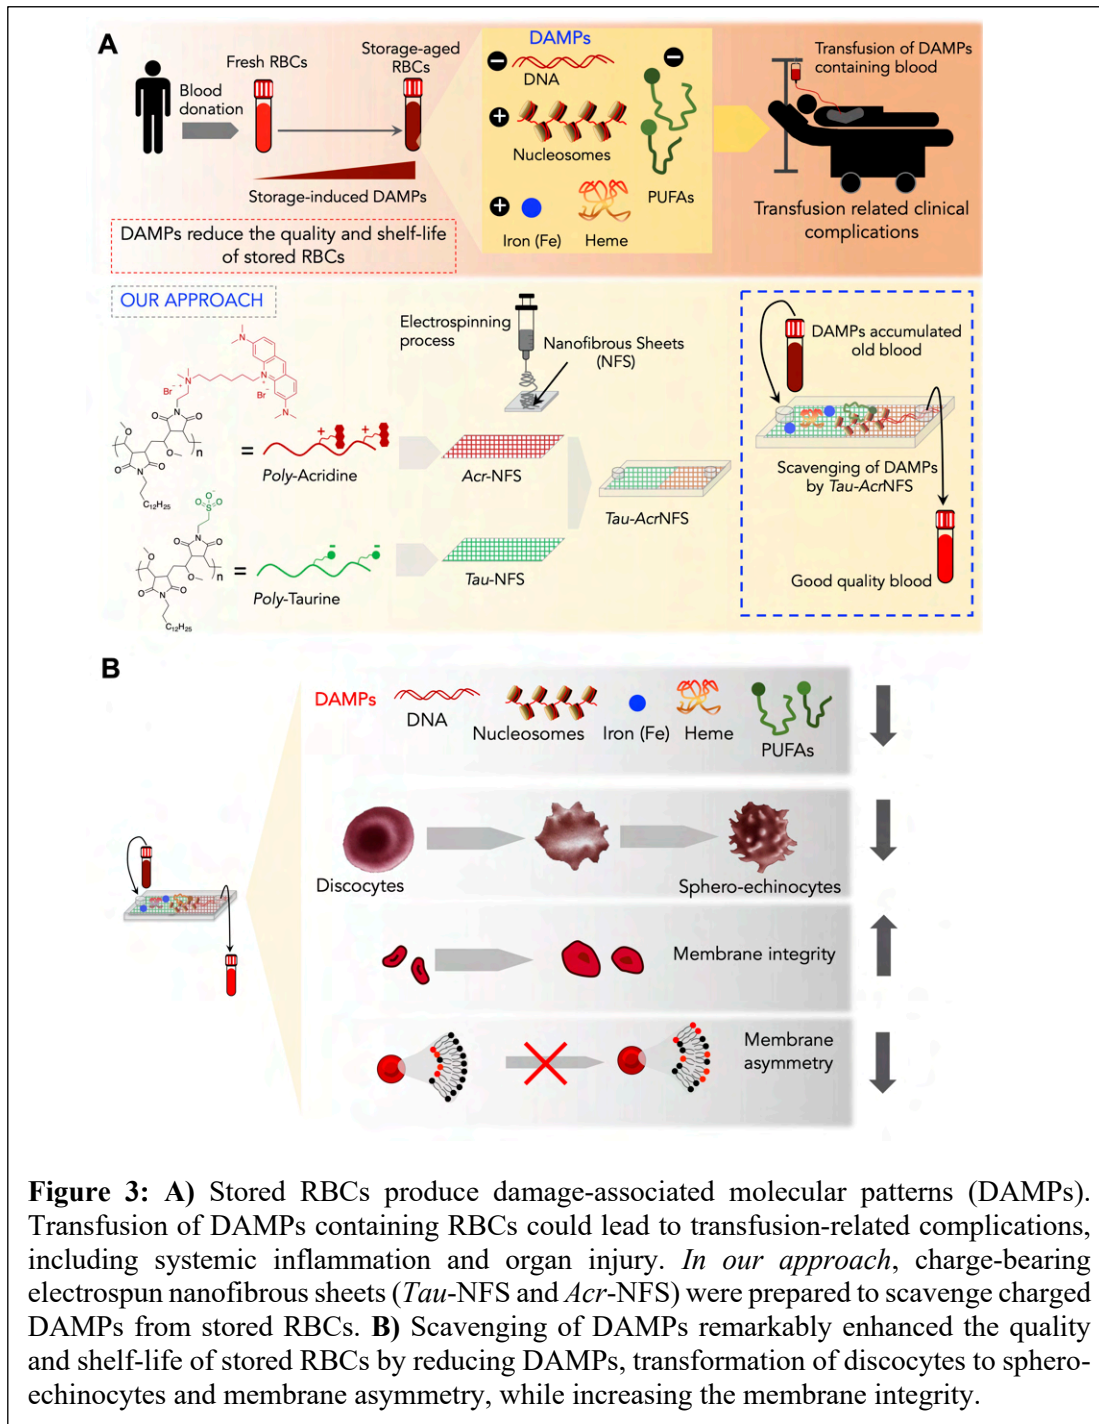 A
Fresh RBCs
Storage-aged
RBCs
Blood
donation
Storage-induced DAMPs
DAMPs reduce the quality and shelf-life
of stored RBCs
DAMPs
DNA
Nucleosomes
PUFAs
Iron (Fe)
Heme
Transfusion of DAMPs
containing blood
Transfusion related clinical
complications
OUR APPROACH
Electrospinning
process
Nanofibrous Sheets
(NFS)
N
N
N
Br
Br
N
O
O
O
O
O
O
N
n
C12H25
= Poly-Acridine
Acr-NFS
Tau-AcrNFS
O
O S O
N
O
O
O
O
O
O
N
n
C12H25
= Poly-Taurine
Tau-NFS
DAMPs accumulated
old blood
Scavenging of DAMPs
by Tau-AcrNFS
Good quality blood
B
DAMPs
DNA
Nucleosomes
Iron (Fe)
Heme
PUFAs
Discocytes
Sphero-echinocytes
Membrane integrity
Membrane
asymmetry
Figure 3: A) Stored RBCs produce damage-associated molecular patterns (DAMPs).
Transfusion of DAMPs containing RBCs could lead to transfusion-related complications,
including systemic inflammation and organ injury. In our approach, charge-bearing
electrospun nanofibrous sheets (Tau-NFS and Acr-NFS) were prepared to scavenge charged
DAMPs from stored RBCs. B) Scavenging of DAMPs remarkably enhanced the quality
and shelf-life of stored RBCs by reducing DAMPs, transformation of discocytes to sphero-
echinocytes and membrane asymmetry, while increasing the membrane integrity.